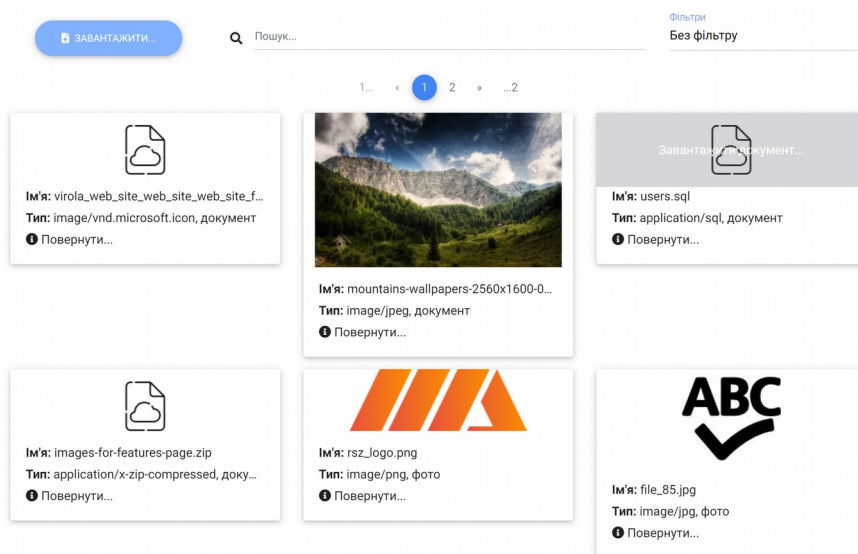 ЗАВАНТАЖИТИ...
Пошук...
Фільтри
Без фільтру
1... « 1 2 » ...2
Ім'я: virola_web_site_web_site_web_site_f...
Тип: image/vnd.microsoft.icon, документ
Повернути...
Ім'я: mountains-wallpapers-2560x1600-0...
Тип: image/jpeg, документ
Повернути...
Завантажити документ...
Ім'я: users.sql
Тип: application/sql, документ
Повернути...
Ім'я: images-for-features-page.zip
Тип: application/x-zip-compressed, доку...
Повернути...
Ім'я: rsz_logo.png
Тип: image/png, фото
Повернути...
ABC
Ім'я: file_85.jpg
Тип: image/jpg, фото
Повернути...